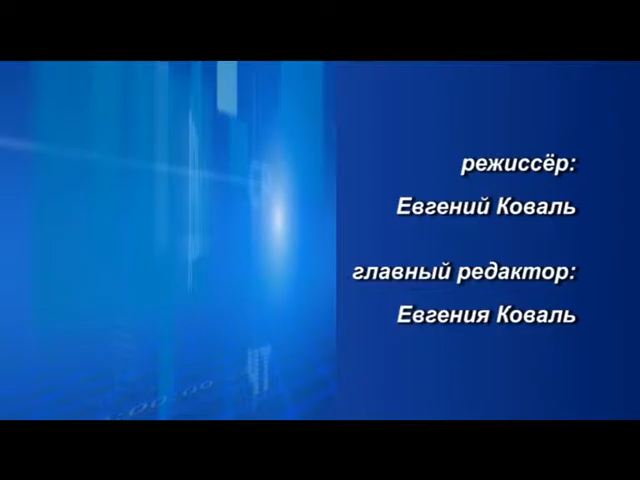 режиссёр:
Евгений Коваль
главный редактор:
Евгения Коваль